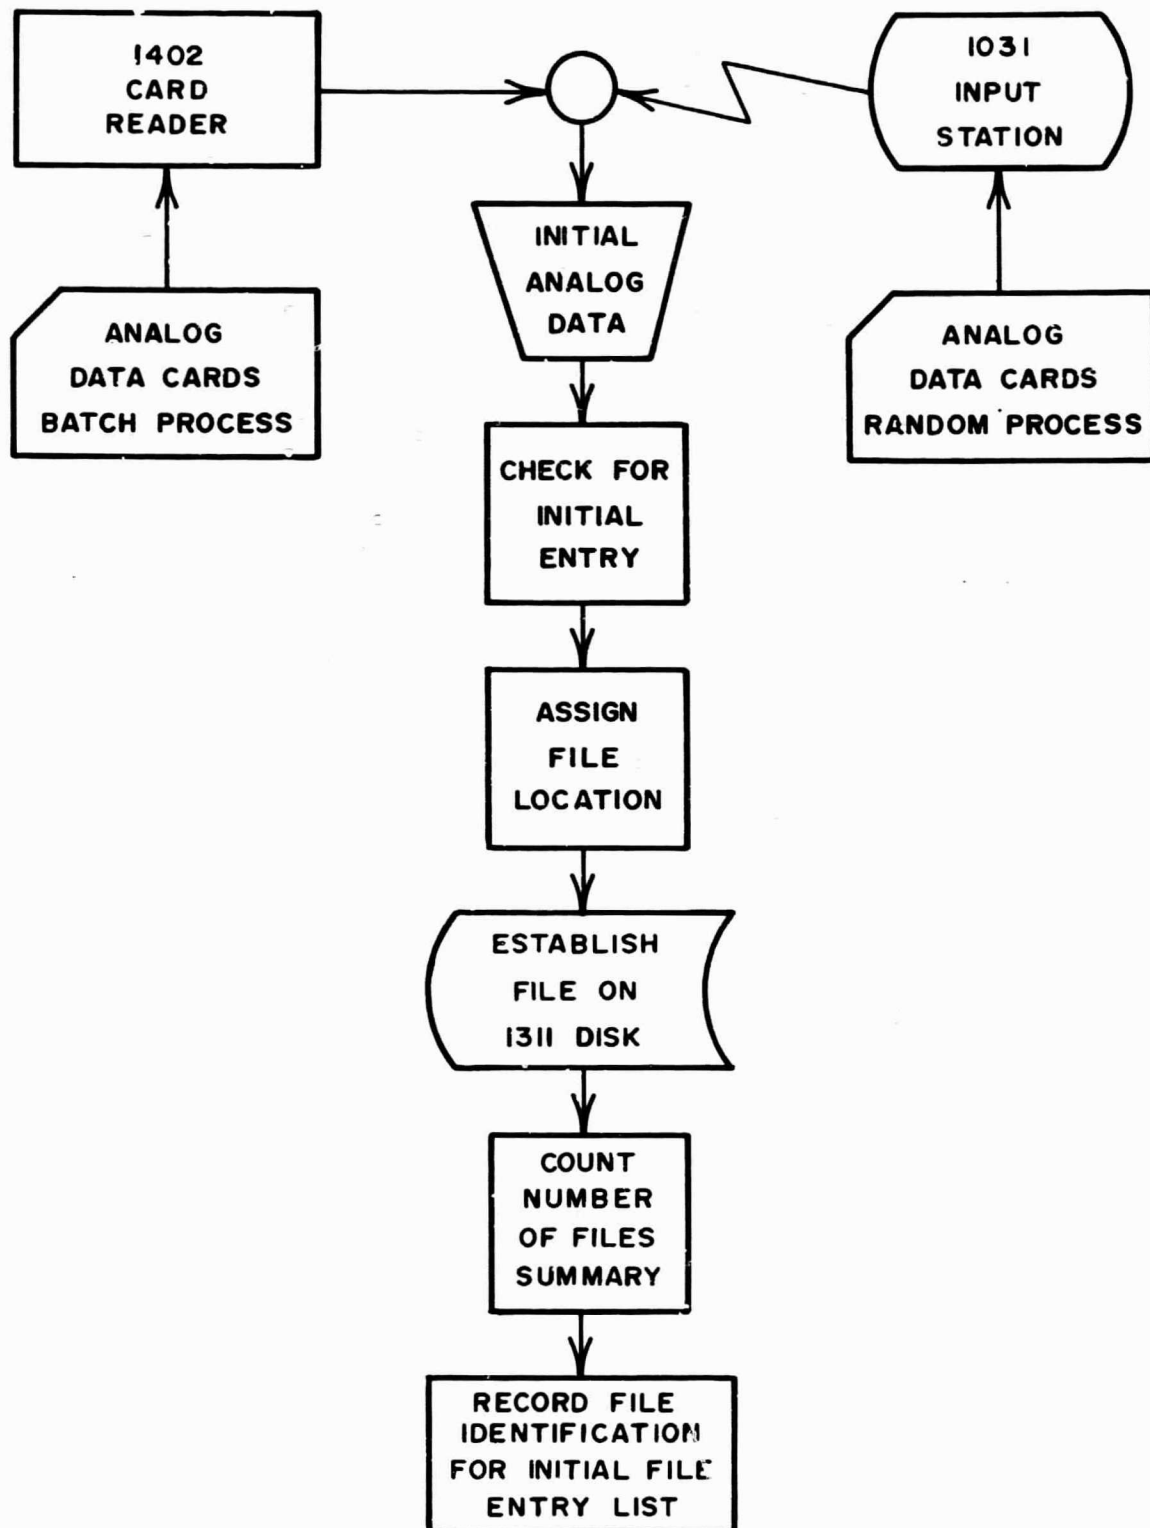 1402
CARD
READER
1031
INPUT
STATION
INITIAL
ANALOG
DATA
ANALOG
DATA CARDS
BATCH PROCESS
ANALOG
DATA CARDS
RANDOM PROCESS
CHECK FOR
INITIAL
ENTRY
ASSIGN
FILE
LOCATION
ESTABLISH
FILE ON
1311 DISK
COUNT
NUMBER
OF FILES
SUMMARY
RECORD FILE
IDENTIFICATION
FOR INITIAL FILE
ENTRY LIST